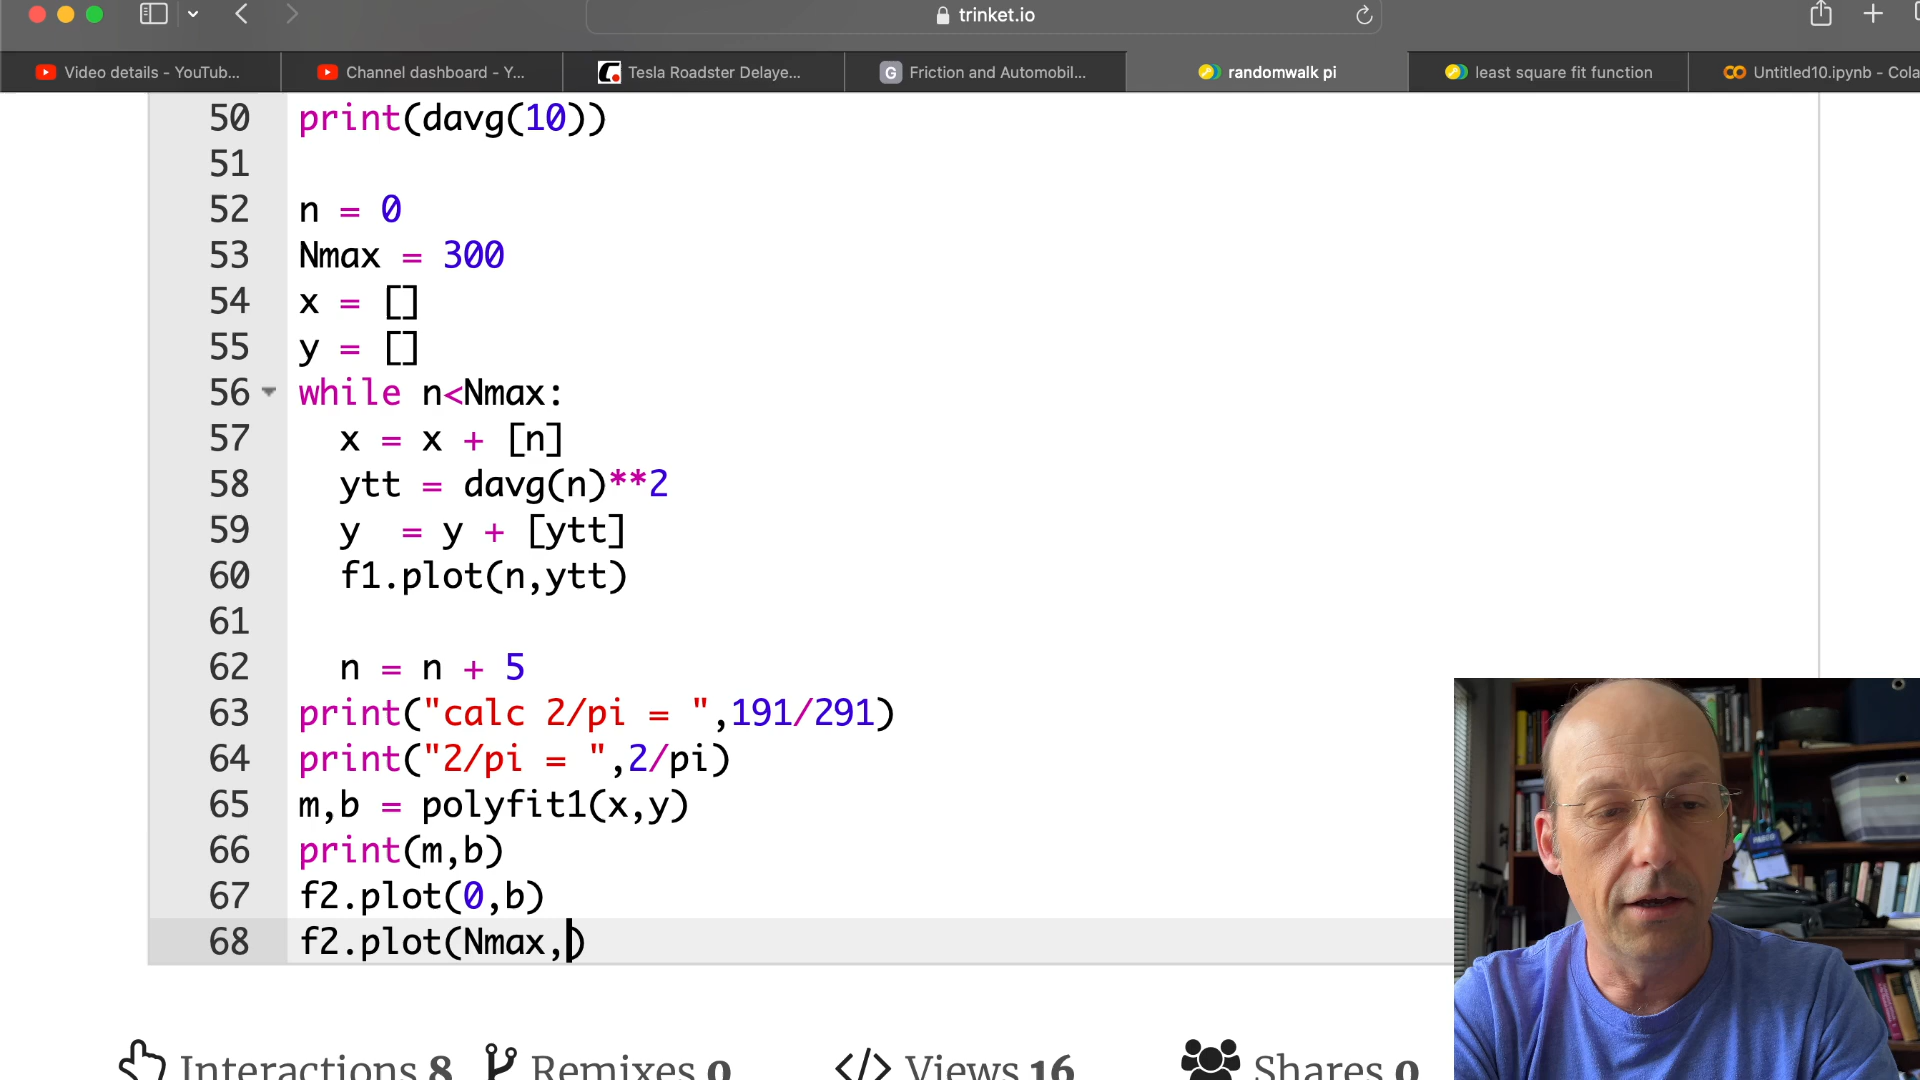 trinket.io
Video details - YouTub...
Channel dashboard - Y...
Tesla Roadster Delaye...
G Friction and Automobil...
randomwalk pi
least square fit function
Untitled10.ipynb - Cola
50 print(davg(10))
51
52 n = 0
53 Nmax = 300
54 x = []
55 y = []
56 while n<Nmax:
57 x = x + [n]
58 ytt = davg(n)**2
59 y  = y + [ytt]
60 f1.plot(n,ytt)
61
62 n = n + 5
63 print("calc 2/pi = ",191/291)
64 print("2/pi = ",2/pi)
65 m,b = polyfit1(x,y)
66 print(m,b)
67 f2.plot(0,b)
68 f2.plot(Nmax,)
Interactions 8 Remixes 0 </> Views 16 Shares 0